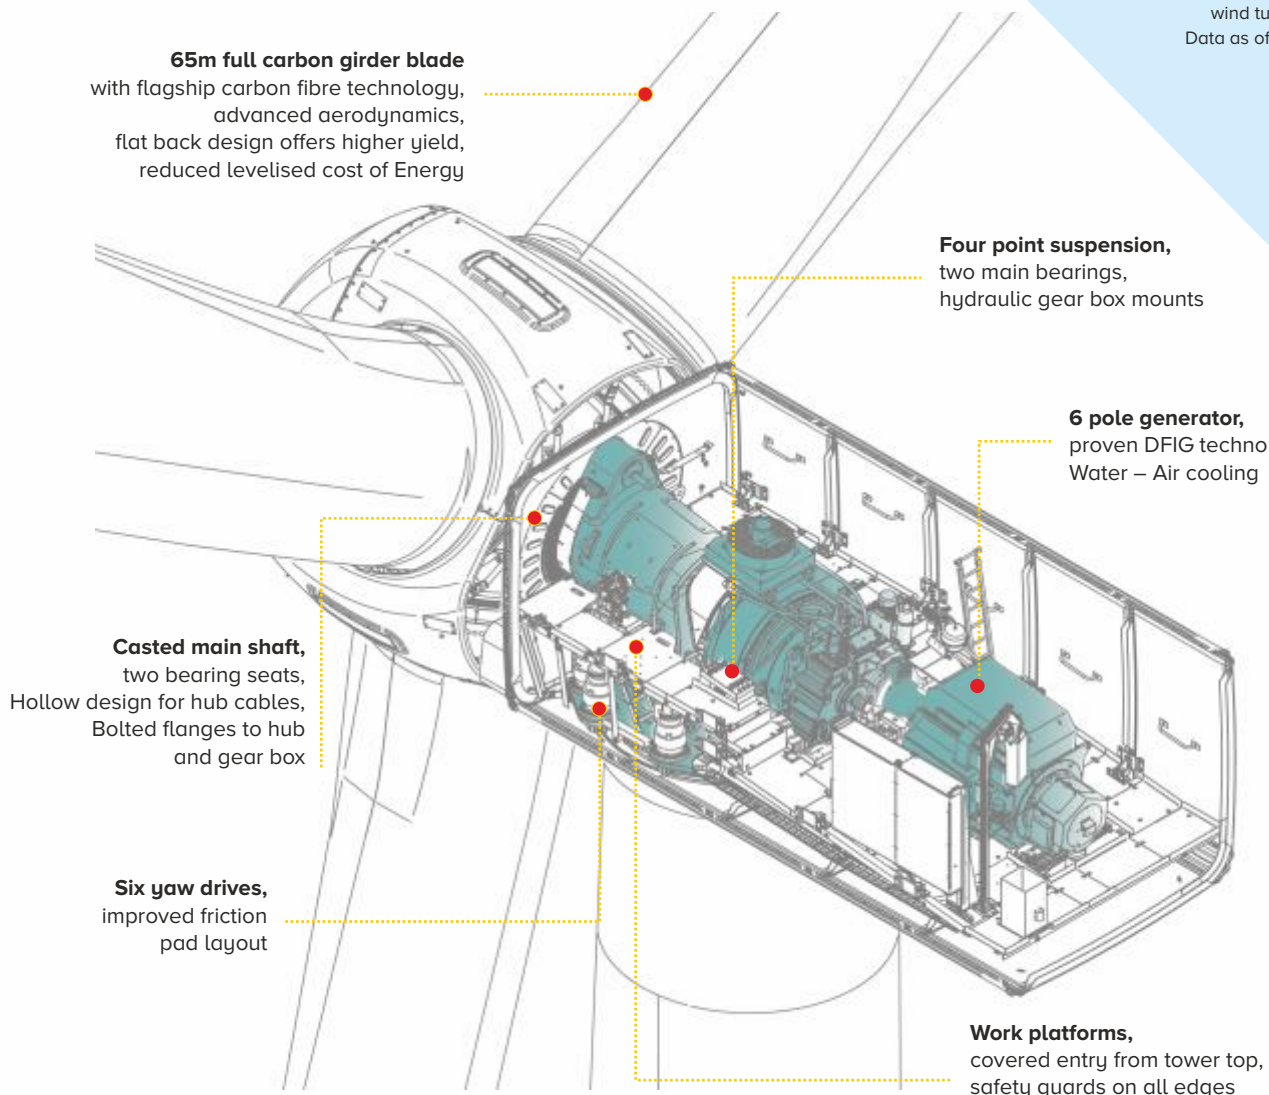 wind tu
Data as of
65m full carbon girder blade
with flagship carbon fibre technology,
advanced aerodynamics,
flat back design offers higher yield,
reduced levelised cost of Energy
Four point suspension,
two main bearings,
hydraulic gear box mounts
6 pole generator,
proven DFIG techno
Water – Air cooling
Casted main shaft,
two bearing seats,
Hollow design for hub cables,
Bolted flanges to hub
and gear box
Six yaw drives,
improved friction
pad layout
Work platforms,
covered entry from tower top,
safety guards on all edges